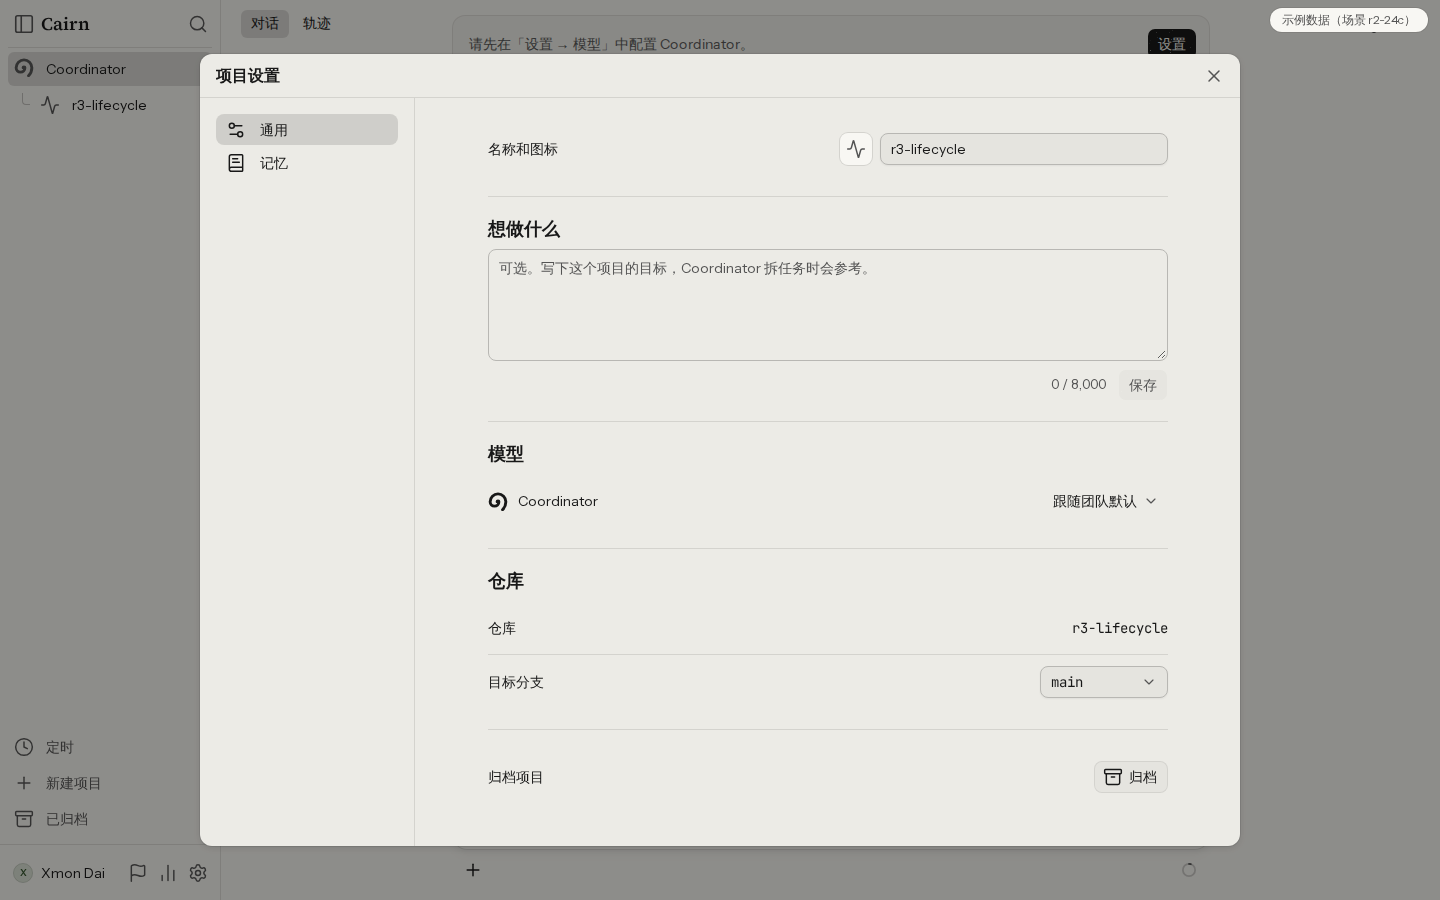 Cairn
对话
轨迹
示例数据（场景 r2-24c）
请先在「设置 → 模型」中配置 Coordinator。
设置
Coordinator
r3-lifecycle
定时
新建项目
已归档
X
Xmon Dai
项目设置
通用
记忆
名称和图标
r3-lifecycle
想做什么
可选。写下这个项目的目标，Coordinator 拆任务时会参考。
0 / 8,000
保存
模型
Coordinator
跟随团队默认
仓库
仓库
r3-lifecycle
目标分支
main
归档项目
归档